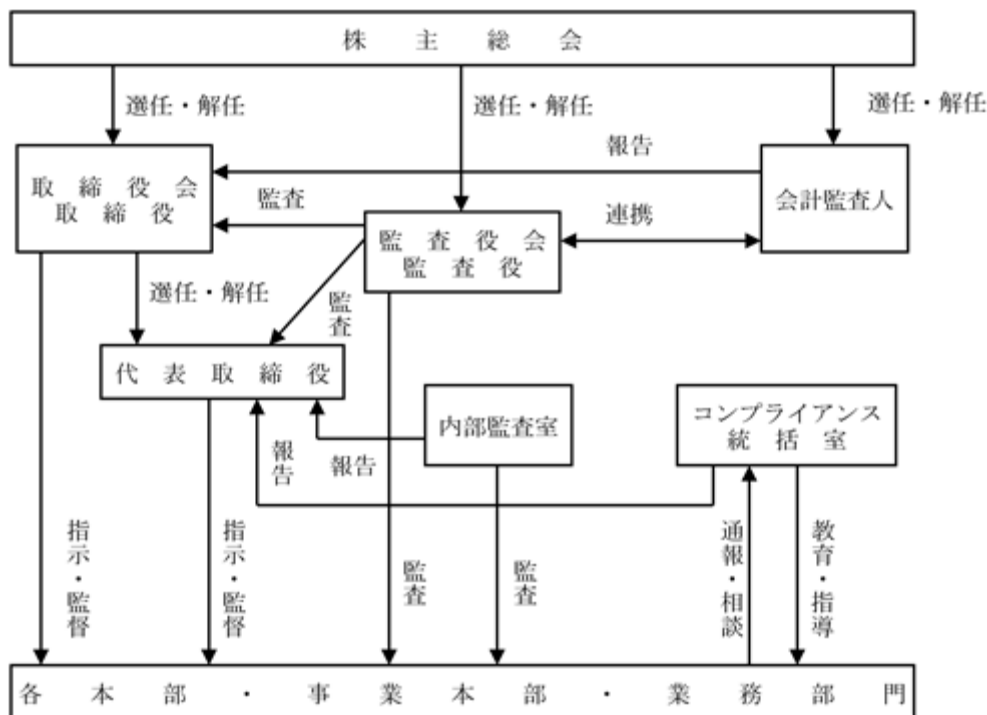 株主総会
選任・解任
選任・解任
選任・解任
報告
取締役会
取締役
監査
会計監査人
連携
監査役会
監査役
選任・解任
監査
代表取締役
内部監査室
コンプライアンス
統括室
報告
報告
指示・監督
指示・監督
監査
監査
通報・相談
教育・指導
各本部・事業本部・業務部門